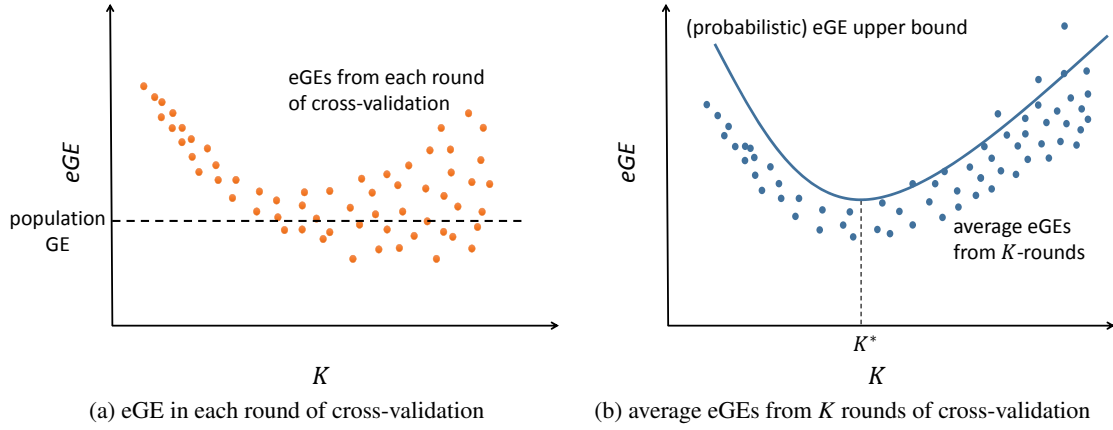 eGEs from each round
of cross-validation
eGE
population
GE
K
(a) eGE in each round of cross-validation
(probabilistic) eGE upper bound
eGE
average eGEs
from K-rounds
K*
K
(b) average eGEs from K rounds of cross-validation